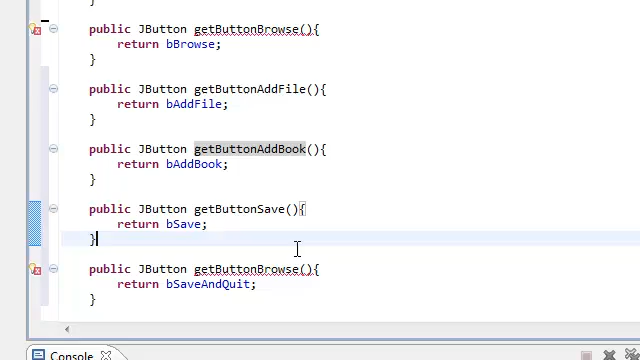 }
public JButton getButtonBrowse(){
return bBrowse;
}
public JButton getButtonAddFile(){
return bAddFile;
}
public JButton getButtonAddBook(){
return bAddBook;
}
public JButton getButtonSave(){
return bSave;
}
public JButton getButtonBrowse(){
return bSaveAndQuit;
}
Console